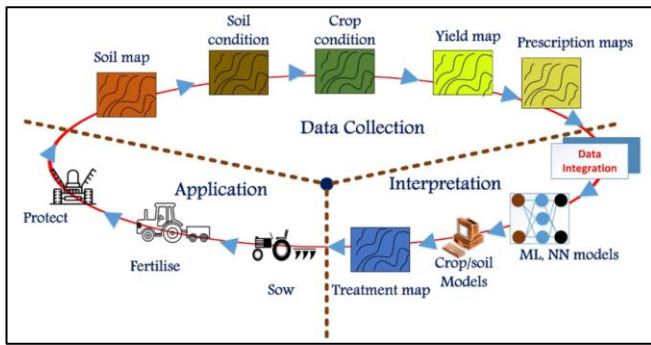 Soil map
Soil
condition
Crop
condition
Yield map
Prescription maps
Data Collection
Data
Integration
Application
Interpretation
Protect
Fertilise
Sow
Treatment map
Crop/soil
Models
ML, NN models